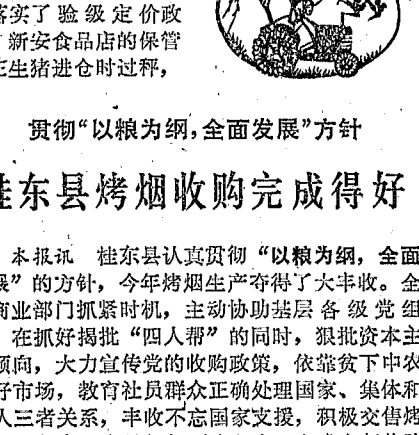 落实了验级定价政
新安食品店的保管
生猪进仓时过秤，
贯彻“以粮为纲，全面发展”方针
桂东县烤烟收购完成得好
本报讯 桂东县认真贯彻“以粮为纲，全面
展”的方针，今年烤烟生产夺得了大丰收。全
商业部门抓紧时机，主动协助基层各级党组
在抓好揭批“四人帮”的同时，狠批资本主
倾向，大力宣传党的收购政策，依靠贫下中农
好市场，教育社员群众正确处理国家、集体和
人三者关系，丰收不忘国家支援，积极交售烤